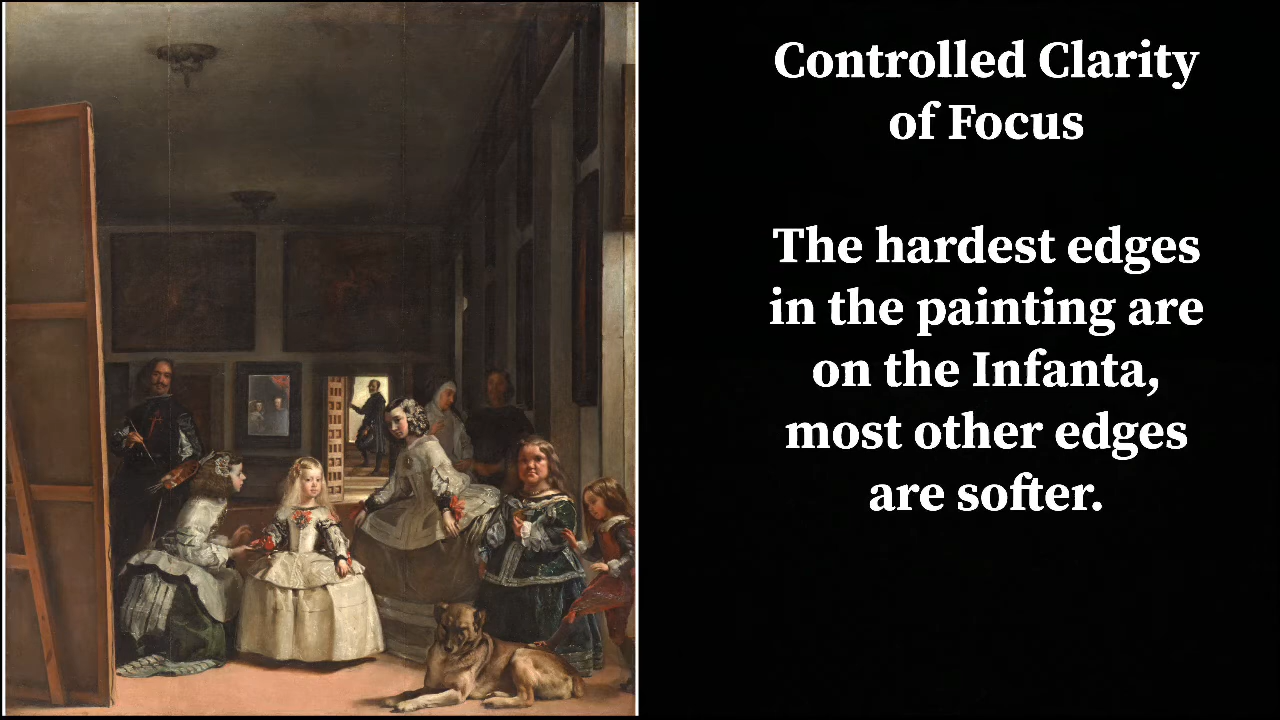 Controlled Clarity
of Focus
The hardest edges
in the painting are
on the Infanta,
most other edges
are softer.